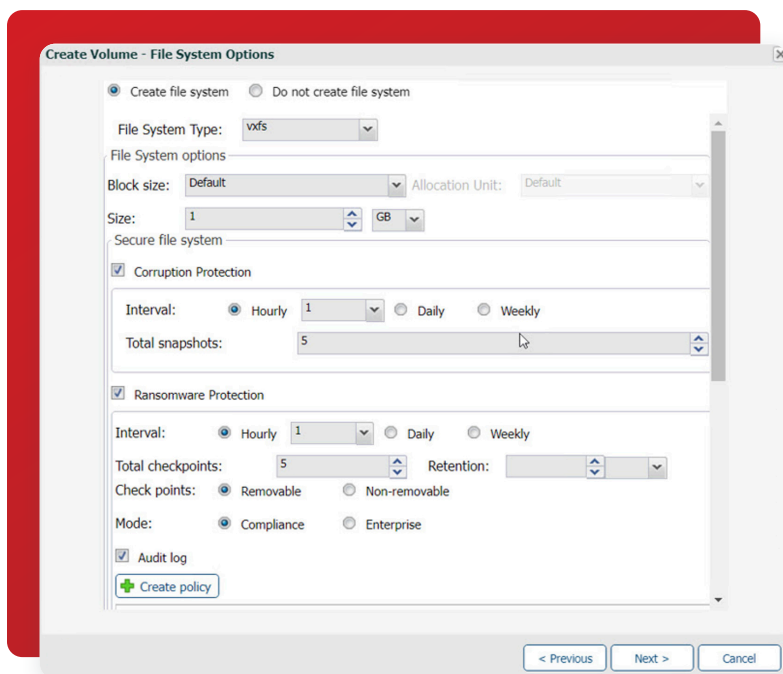 Create Volume - File System Options
Create file system Do not create file system
File System Type: vxfs
File System options
Block size: Default Allocation Unit: Default
Size: 1 GB
Secure file system
Corruption Protection
Interval: Hourly 1 Daily Weekly
Total snapshots: 5
Ransomware Protection
Interval: Hourly 1 Daily Weekly
Total checkpoints: 5 Retention:
Check points: Removable Non-removable
Mode: Compliance Enterprise
Audit log
Create policy
< Previous Next > Cancel